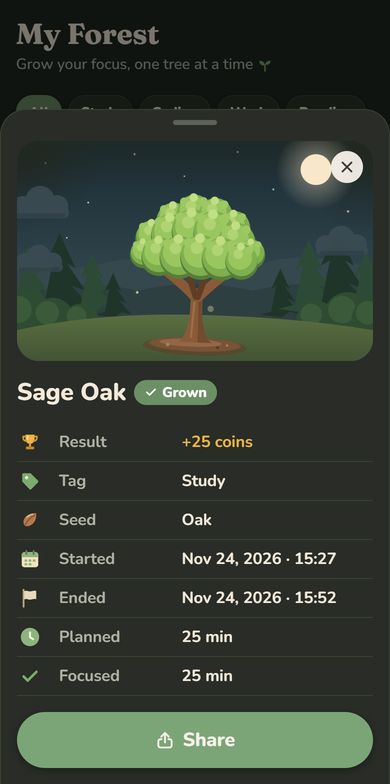 My Forest
Grow your focus, one tree at a time
Sage Oak
Grown
Result +25 coins
Tag Study
Seed Oak
Started Nov 24, 2026 · 15:27
Ended Nov 24, 2026 · 15:52
Planned 25 min
Focused 25 min
Share